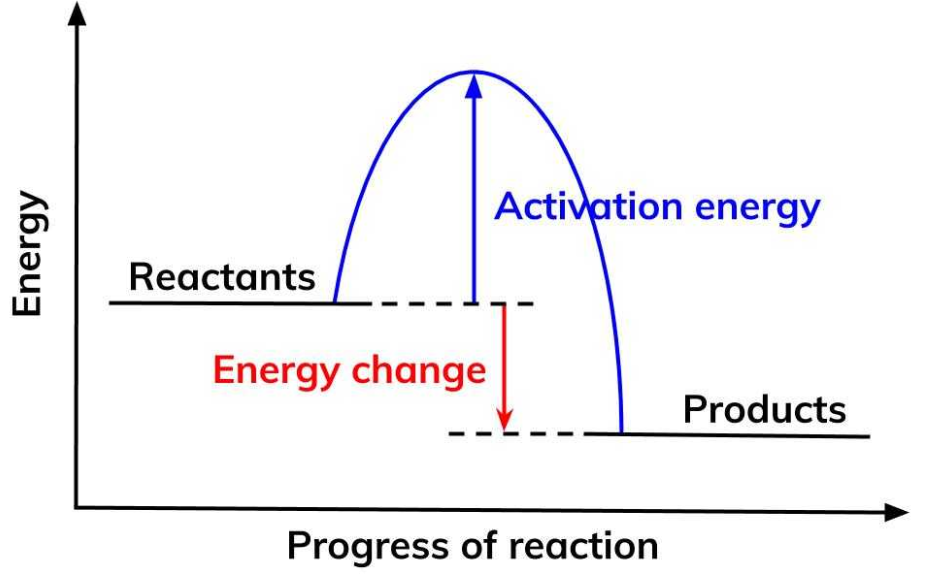 Energy
Activation energy
Reactants
Energy change
Products
Progress of reaction